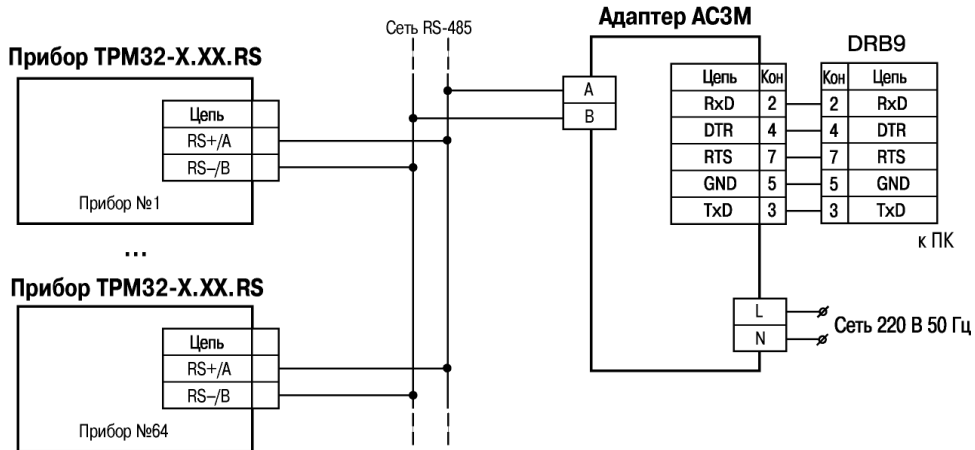 Сеть RS-485
Адаптер АС3М
Прибор ТРМ32-Х.ХХ.RS
Цепь
RS+/A
RS–/B
Прибор №1
...
Прибор ТРМ32-Х.ХХ.RS
Цепь
RS+/A
RS–/B
Прибор №64
A
B
DRB9
Цепь Кон Кон Цепь
RxD 2 2 RxD
DTR 4 4 DTR
RTS 7 7 RTS
GND 5 5 GND
TxD 3 3 TxD
к ПК
L
N
Сеть 220 В 50 Гц